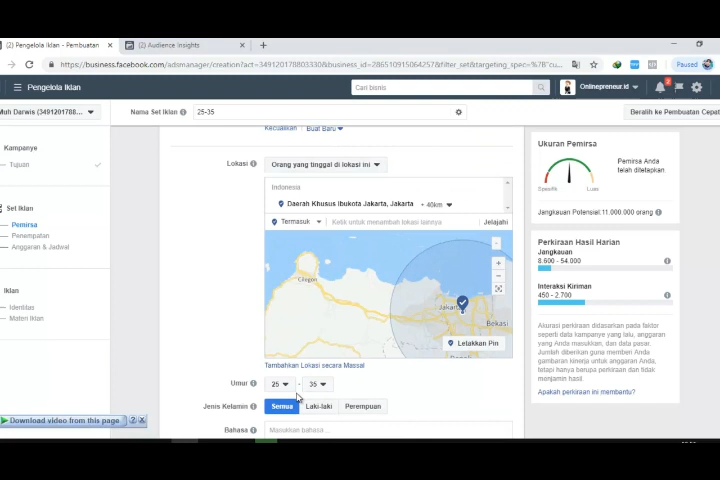 (2) Pengelola Iklan - Pembuatan
(2) Audience Insights
https://business.facebook.com/adsmanager/creation?act=349120178803330&business_id=286510915064257&filter_set&targeting_spec=%7B"cu...
Paused
Pengelola Iklan
Cari bisnis
Onlinepreneur.id
Muh Darwis (3491201788...
Nama Set Iklan
25-35
Beralih ke Pembuatan Cepat
Kecualikan
Buat Baru
Kampanye
Tujuan
Set Iklan
Pemirsa
Penempatan
Anggaran & Jadwal
Iklan
Identitas
Materi Iklan
Lokasi
Orang yang tinggal di lokasi ini
Indonesia
Daerah Khusus Ibukota Jakarta, Jakarta
+ 40km
Termasuk
Ketik untuk menambah lokasi lainnya
Jelajahi
Cilegon
Jakarta
Bekasi
Letakkan Pin
Tambahkan Lokasi secara Massal
Umur
25
-
35
Jenis Kelamin
Semua
Laki-laki
Perempuan
Bahasa
Masukkan bahasa...
Ukuran Pemirsa
Spesifik
Luas
Pemirsa Anda
telah ditetapkan
Jangkauan Potensial:11.000.000 orang
Perkiraan Hasil Harian
Jangkauan
8.600 - 54.000
Interaksi Kiriman
450 - 2.700
Akurasi perkiraan didasarkan pada faktor
seperti data kampanye yang lalu, anggaran
yang Anda masukkan, dan data pasar.
Jumlah diberikan guna memberi Anda
gambaran kinerja untuk anggaran Anda,
tetapi hanya berupa perkiraan dan tidak
menjamin hasil
Apakah perkiraan ini membantu?
Download video from this page